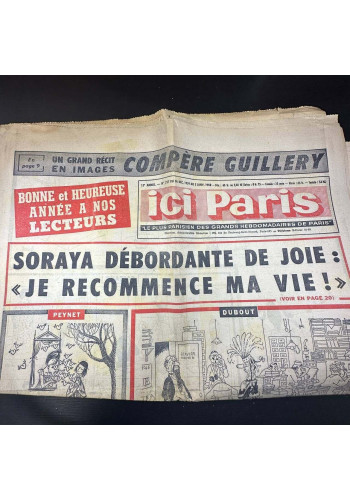 En
page 9
UN GRAND RÉCIT
EN IMAGES
COMPÈRE GUILLERY
BONNE et HEUREUSE
ANNÉE A NOS
LECTEURS
ici Paris
"LE PLUS PARISIEN DES GRANDS HEBDOMADAIRES DE PARIS"
SORAYA DÉBORDANTE DE JOIE :
« JE RECOMMENCE MA VIE ! »
(VOIR EN PAGE 28)
PEYNET
DUBOUT